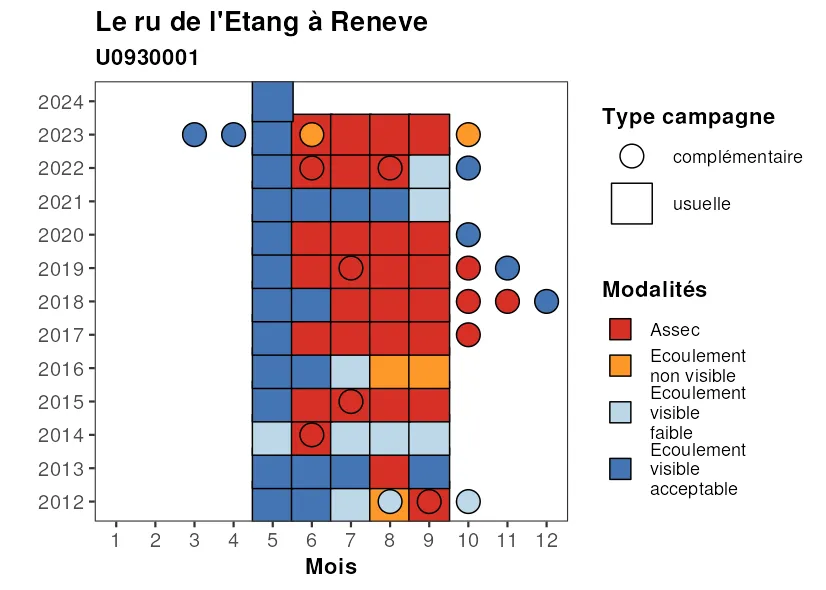 Le ru de l'Etang à Reneve
U0930001
2024
2023
2022
2021
2020
2019
2018
2017
2016
2015
2014
2013
2012
1 2 3 4 5 6 7 8 9 10 11 12
Mois
Type campagne
complémentaire
usuelle
Modalités
Assec
Ecoulement
non visible
Ecoulement
visible
faible
Ecoulement
visible
acceptable